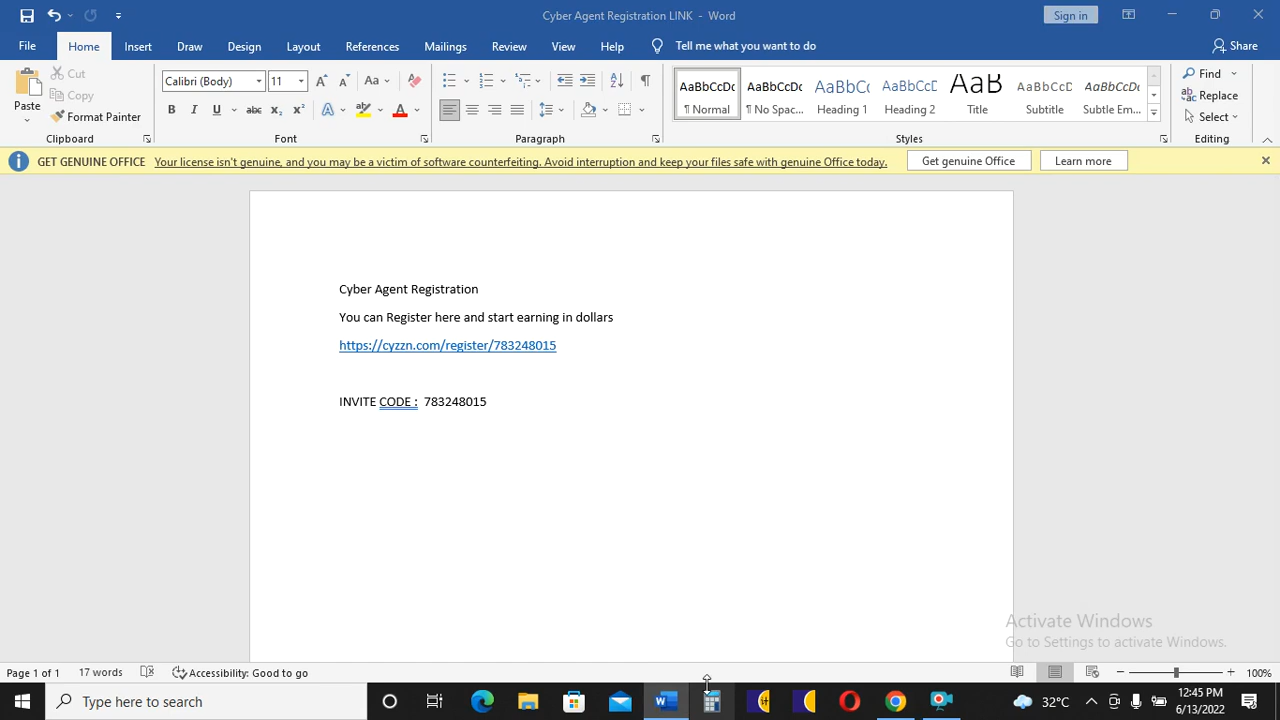 Cyber Agent Registration LINK - Word
Sign in
File
Home
Insert
Draw
Design
Layout
References
Mailings
Review
View
Help
Tell me what you want to do
Share
Paste
Cut
Copy
Format Painter
Clipboard
Calibri (Body)
11
Font
Paragraph
AaBbCcDc
¶ Normal
AaBbCcDc
¶ No Spac...
AaBbCc
Heading 1
AaBbCcD
Heading 2
AaB
Title
AaBbCcD
Subtitle
AaBbCcDc
Subtle Em...
Styles
Find
Replace
Select
Editing
GET GENUINE OFFICE Your license isn't genuine, and you may be a victim of software counterfeiting. Avoid interruption and keep your files safe with genuine Office today.
Get genuine Office
Learn more
Cyber Agent Registration
You can Register here and start earning in dollars
https://cyzzn.com/register/783248015
INVITE CODE : 783248015
Activate Windows
Go to Settings to activate Windows.
Page 1 of 1
17 words
Accessibility: Good to go
100%
Type here to search
32°C
12:45 PM
6/13/2022